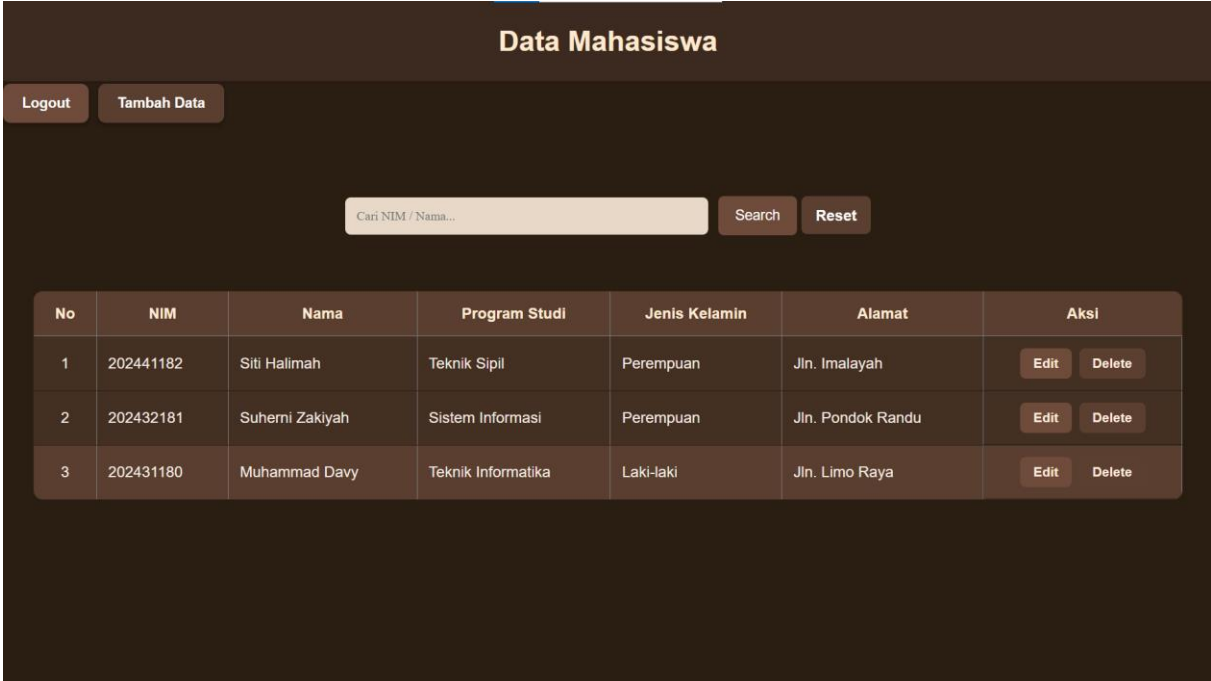 Data Mahasiswa
Logout Tambah Data
Cari NIM / Nama... Search Reset
No NIM Nama Program Studi Jenis Kelamin Alamat Aksi
1 202441182 Siti Halimah Teknik Sipil Perempuan Jln. Imalayah Edit Delete
2 202432181 Suherni Zakiyah Sistem Informasi Perempuan Jln. Pondok Randu Edit Delete
3 202431180 Muhammad Davy Teknik Informatika Laki-laki Jln. Limo Raya Edit Delete